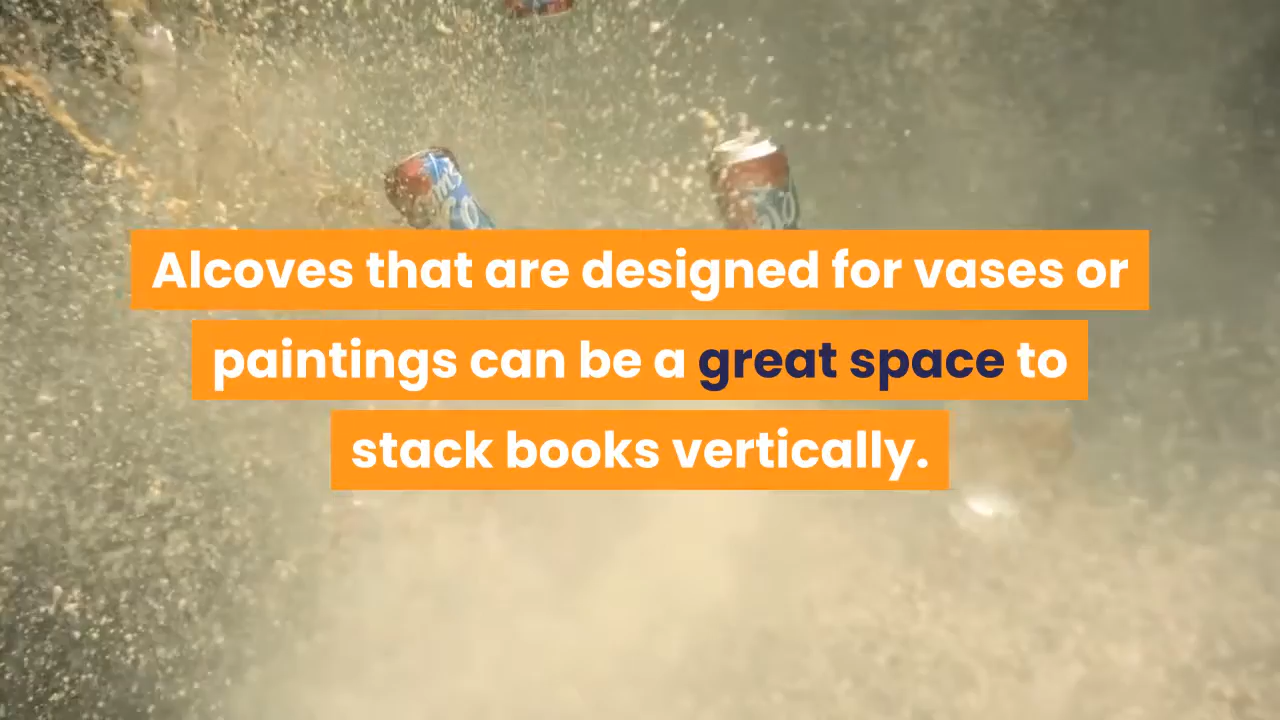 Alcoves that are designed for vases or
paintings can be a great space to
stack books vertically.